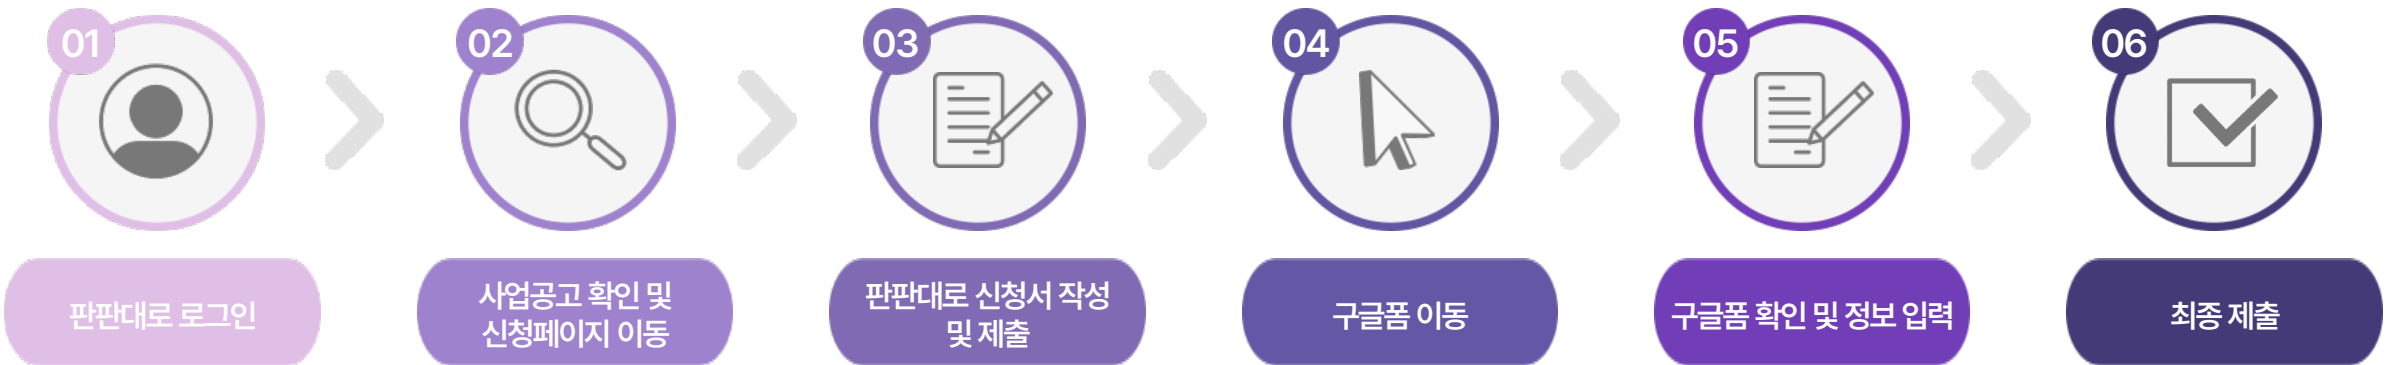 01
판판대로 로그인
02
사업공고 확인 및
신청페이지 이동
03
판판대로 신청서 작성
및 제출
04
구글폼 이동
05
구글폼 확인 및 정보 입력
06
최종 제출